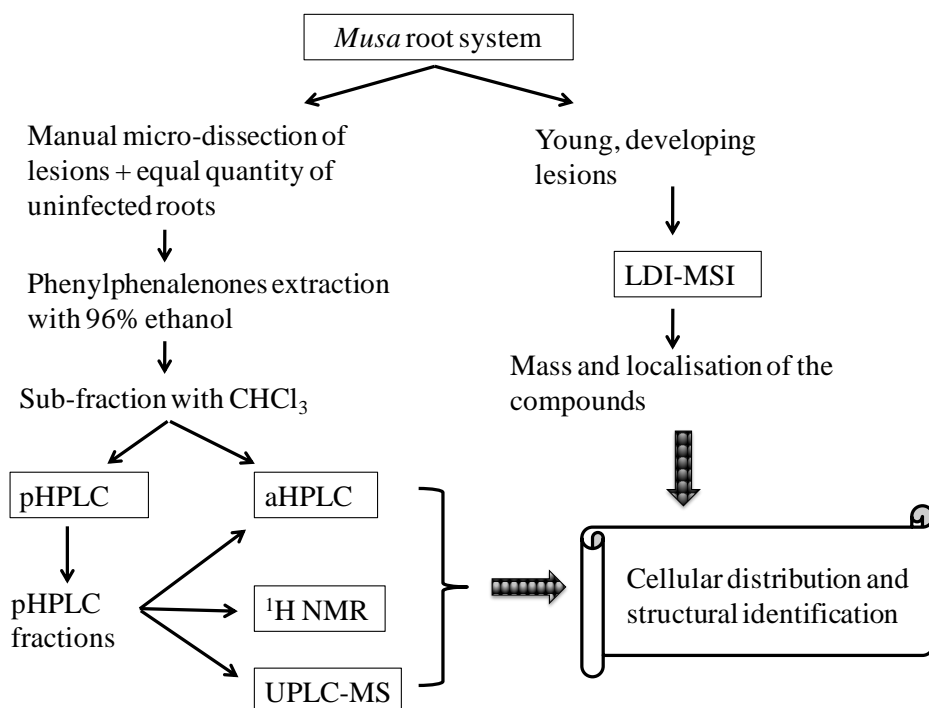 Musa root system
Manual micro-dissection of
lesions + equal quantity of
uninfected roots
Phenylphenalenones extraction
with 96% ethanol
Sub-fraction with CHCl₃
pHPLC
aHPLC
pHPLC
fractions
¹H NMR
UPLC-MS
Young, developing
lesions
LDI-MSI
Mass and localisation of the
compounds
Cellular distribution and
structural identification